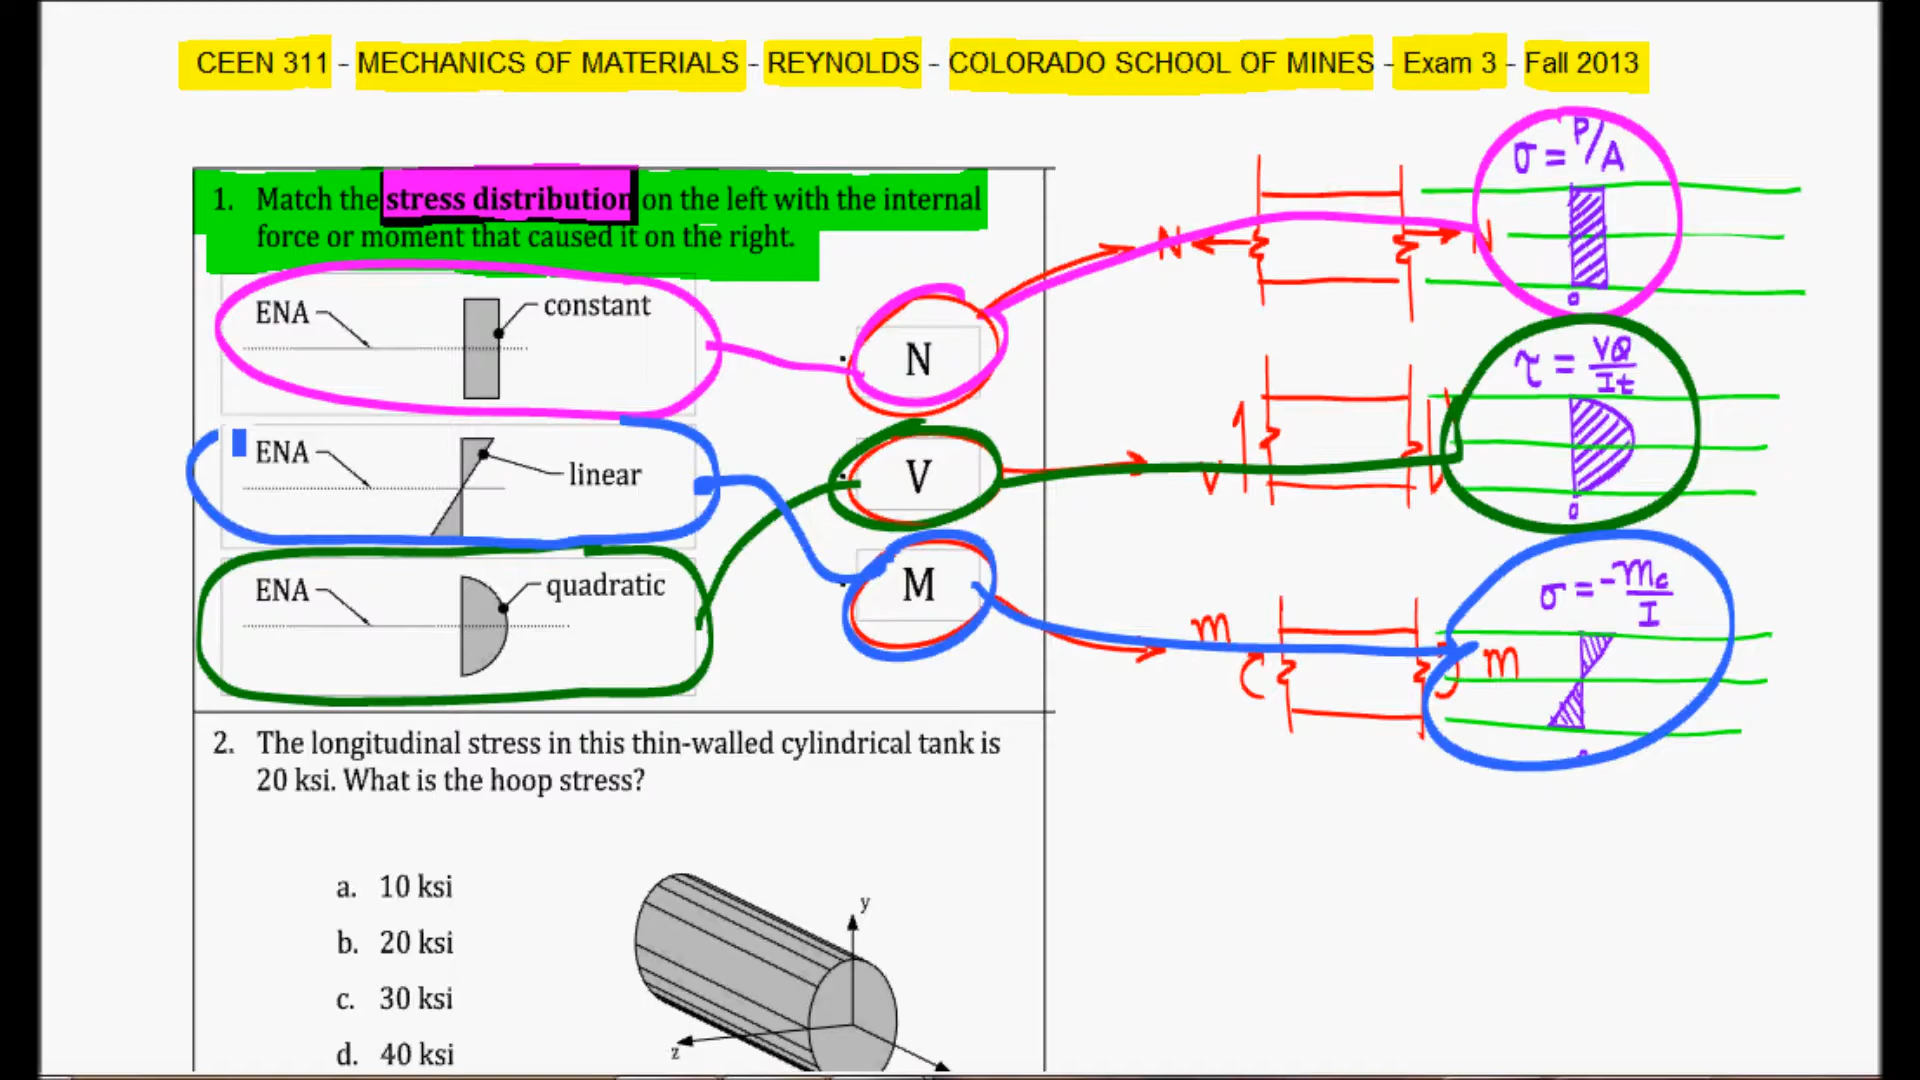 CEEN 311 - MECHANICS OF MATERIALS - REYNOLDS - COLORADO SCHOOL OF MINES - Exam 3 - Fall 2013
1. Match the stress distribution on the left with the internal
force or moment that caused it on the right.
ENA
constant
N
N
N
σ = P/A
o
ENA
linear
V
V
V
τ = VQ/It
o
ENA
quadratic
M
m
m
σ = -Mc/I
o
2. The longitudinal stress in this thin-walled cylindrical tank is
20 ksi. What is the hoop stress?
a. 10 ksi
b. 20 ksi
c. 30 ksi
d. 40 ksi
y
z